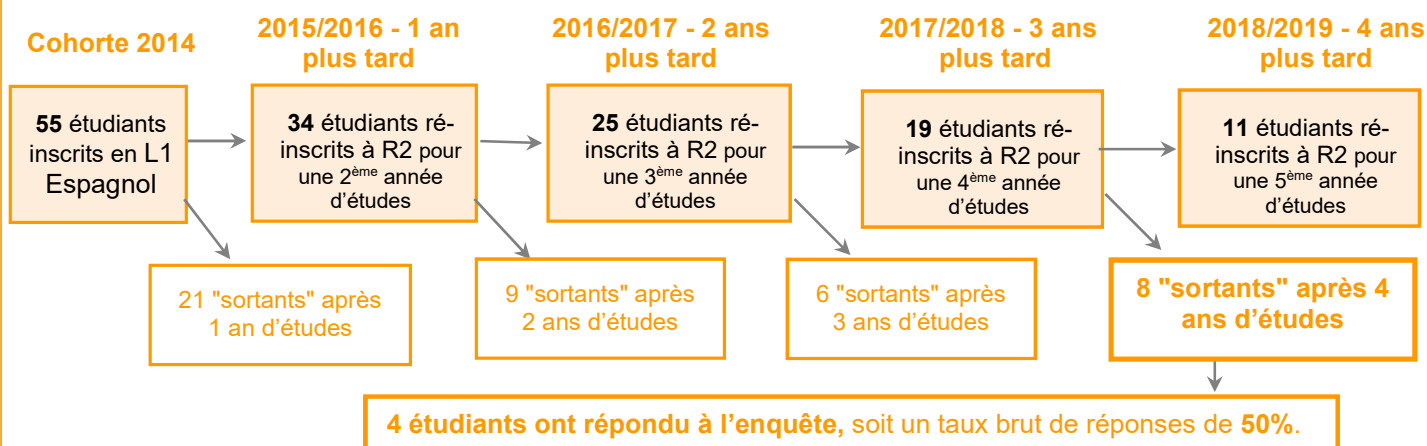 Cohorte 2014
2015/2016 - 1 an
plus tard
2016/2017 - 2 ans
plus tard
2017/2018 - 3 ans
plus tard
2018/2019 - 4 ans
plus tard
55 étudiants
inscrits en L1
Espagnol
34 étudiants ré-
inscrits à R2 pour
une 2ème année
d'études
25 étudiants ré-
inscrits à R2 pour
une 3ème année
d'études
19 étudiants ré-
inscrits à R2 pour
une 4ème année
d'études
11 étudiants ré-
inscrits à R2 pour
une 5ème année
d'études
21 "sortants" après
1 an d'études
9 "sortants" après
2 ans d'études
6 "sortants" après
3 ans d'études
8 "sortants" après 4
ans d'études
4 étudiants ont répondu à l'enquête, soit un taux brut de réponses de 50%.